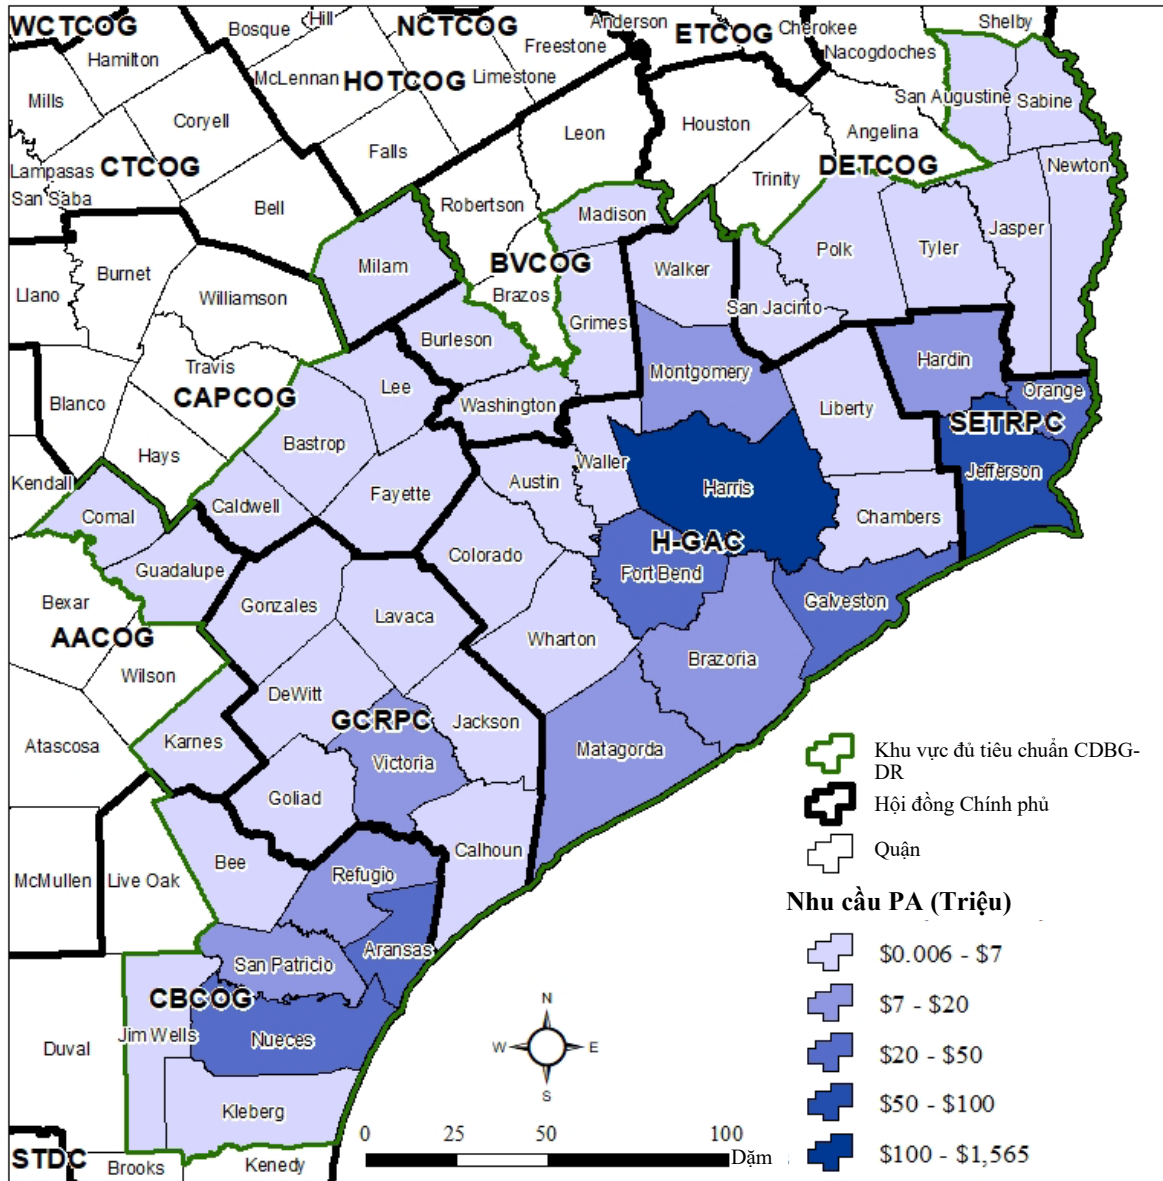 WCTCOG
Hill
Bosque
NCTCOG
Anderson
ETCOG
Cherokee
Shelby
Hamilton
Freestone
Nacogdoches
McLennan
HOTCOG
Limestone
San Augustine
Sabine
Mills
Coryell
Leon
Houston
Angelina
Falls
Lampasas
CTCOG
DETCOG
Newton
San Saba
Trinity
Bell
Robertson
Madison
Jasper
Polk
Tyler
Burnet
Milam
BVCOG
Walker
Llano
Williamson
Brazos
San Jacinto
Grimes
Burleson
Hardin
Travis
Montgomery
Lee
Orange
Blanco
CAPCOG
Washington
Liberty
SETRPC
Bastrop
Hays
Waller
Jefferson
Kendall
Austin
Harris
Fayette
Caldwell
Comal
Chambers
H-GAC
Colorado
Guadalupe
Fort Bend
Bexar
Gonzales
Lavaca
Galveston
AACOG
Wharton
Brazoria
Wilson
DeWitt
GCRPC
Jackson
Karnes
Atascosa
Matagorda
Victoria
Goliad
Calhoun
Bee
Refugio
McMullen
Live Oak
Aransas
San Patricio
CBCOG
Jim Wells
Nueces
Duval
Kleberg
STDC
Brooks
Kenedy
N
W
E
S
0
25
50
100
Dặm
Khu vực đủ tiêu chuẩn CDBG-
DR
Hội đồng Chính phủ
Quận
Nhu cầu PA (Triệu)
$0.006 - $7
$7 - $20
$20 - $50
$50 - $100
$100 - $1,565